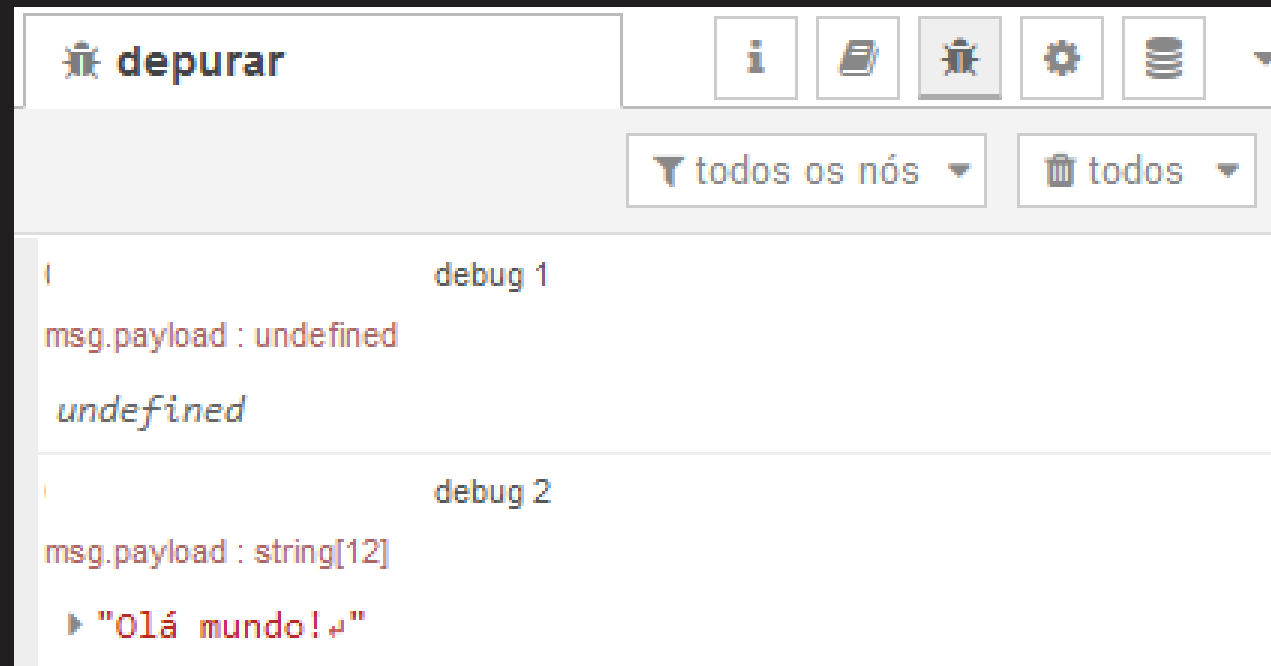 depurar
todos os nós todos
debug 1
msg.payload : undefined
undefined
debug 2
msg.payload : string[12]
"Olá mundo!↵"